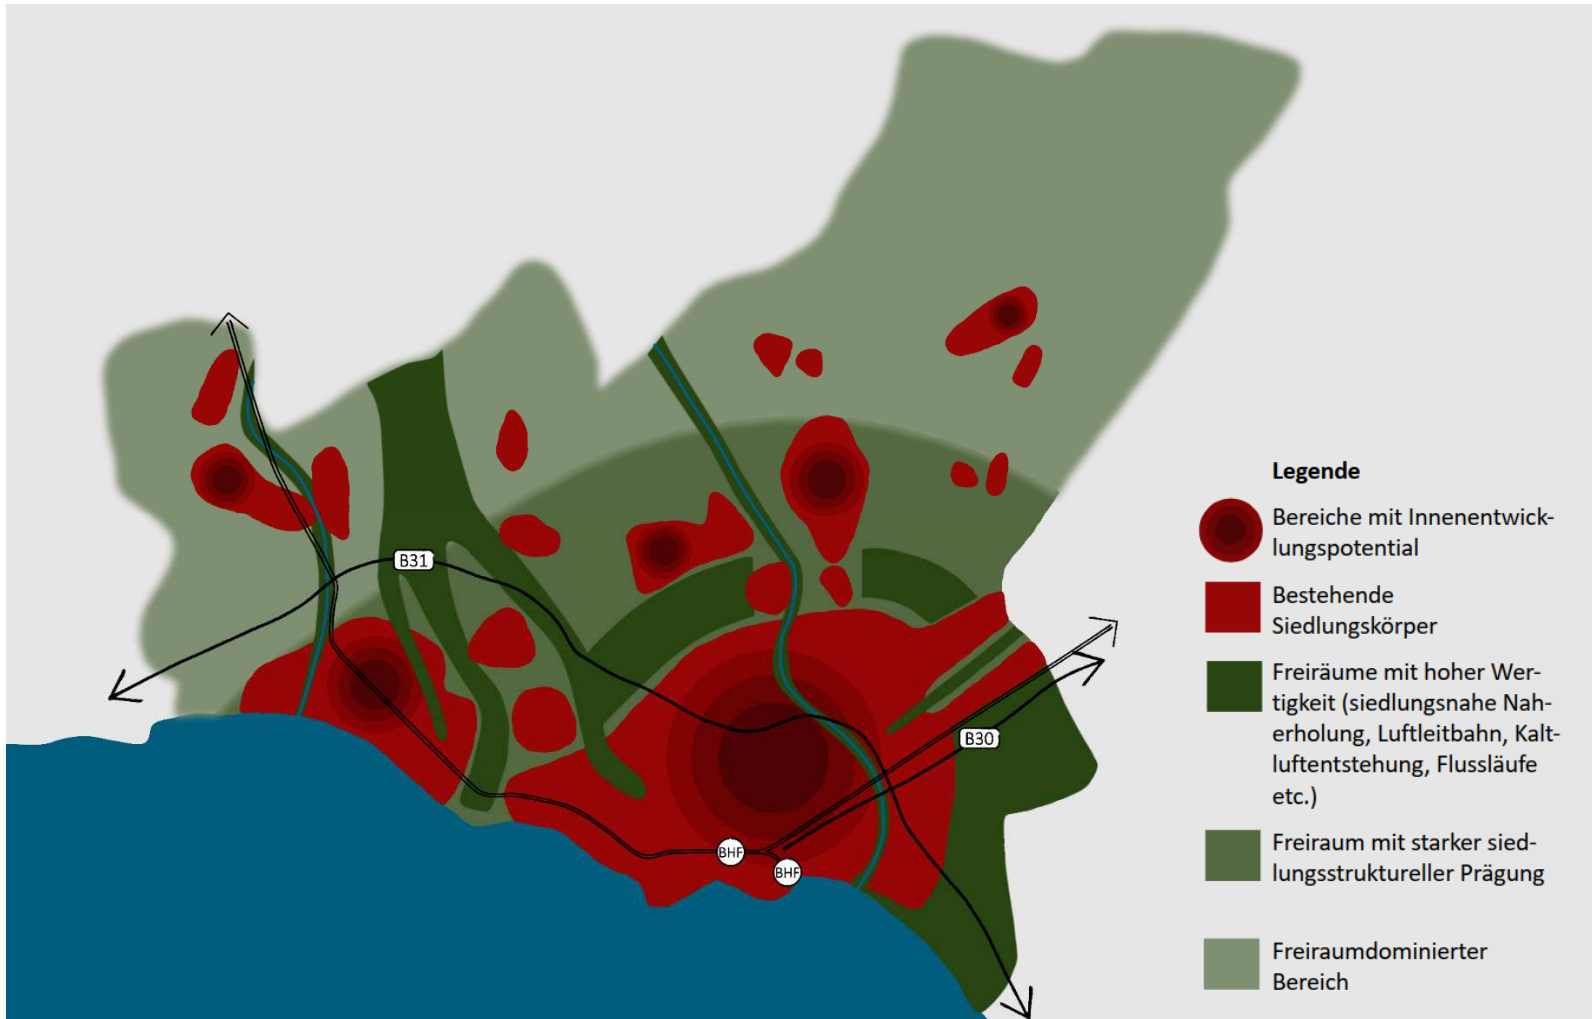 B31
B30
BHF
BHF
Legende
Bereiche mit Innenentwick-
lungspotential
Bestehende
Siedlungskörper
Freiräume mit hoher Wer-
tigkeit (siedlungsnahe Nah-
erholung, Luftleitbahn, Kalt-
luftentstehung, Flussläufe
etc.)
Freiraum mit starker sied-
lungsstruktureller Prägung
Freiraumdominierter
Bereich